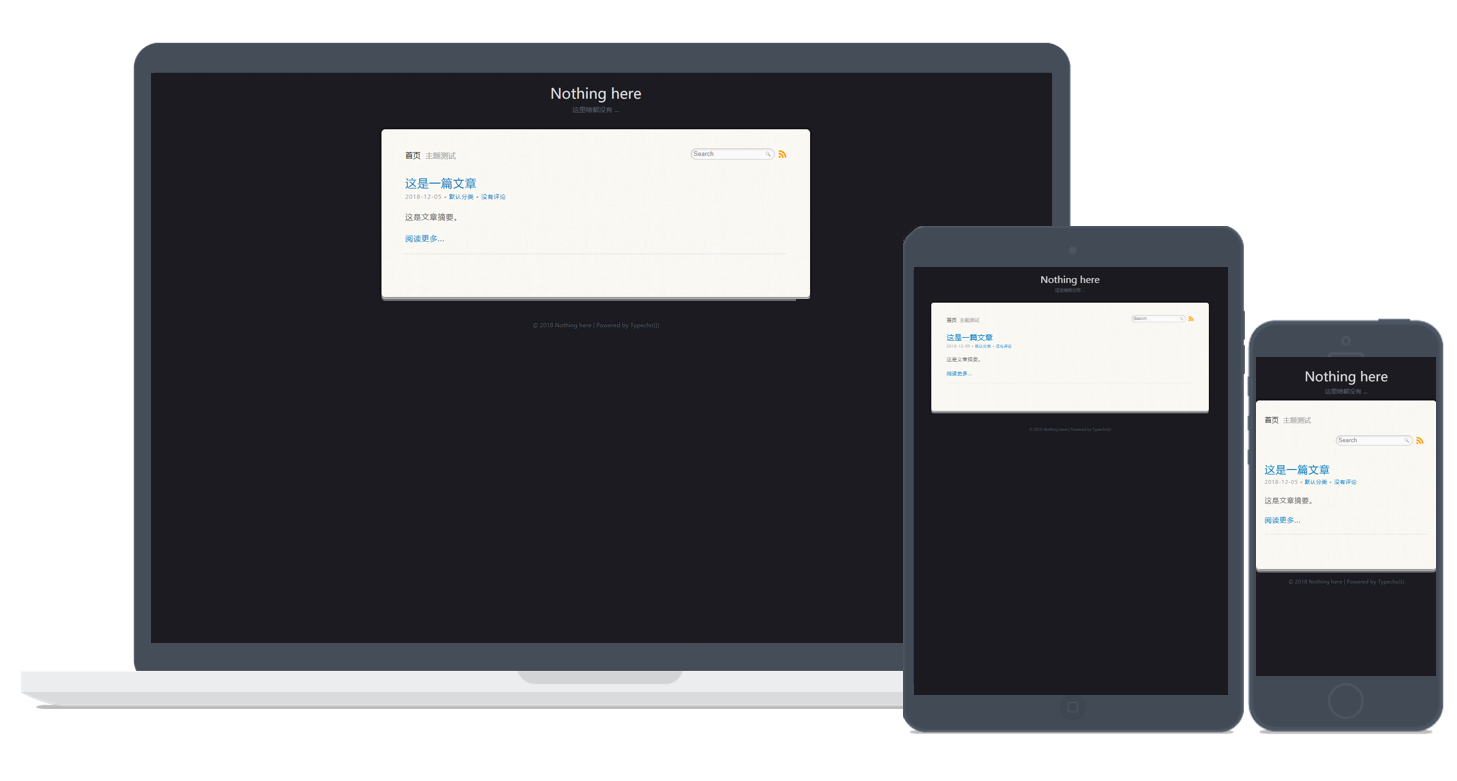 Nothing here
这里啥都没有 ...
首页 主题测试
Search
这是一篇文章
2018-12-05 • 默认分类 • 没有评论
这是文章摘要。
阅读更多...
© 2018 Nothing here | Powered by Typecho)))
Nothing here
这里啥都没有 ...
首页 主题测试
Search
这是一篇文章
2018-12-05 • 默认分类 • 没有评论
这是文章摘要。
阅读更多...
© 2018 Nothing here | Powered by Typecho)))
Nothing here
这里啥都没有 ...
首页 主题测试
Search
这是一篇文章
2018-12-05 • 默认分类 • 没有评论
这是文章摘要。
阅读更多...
© 2018 Nothing here | Powered by Typecho)))